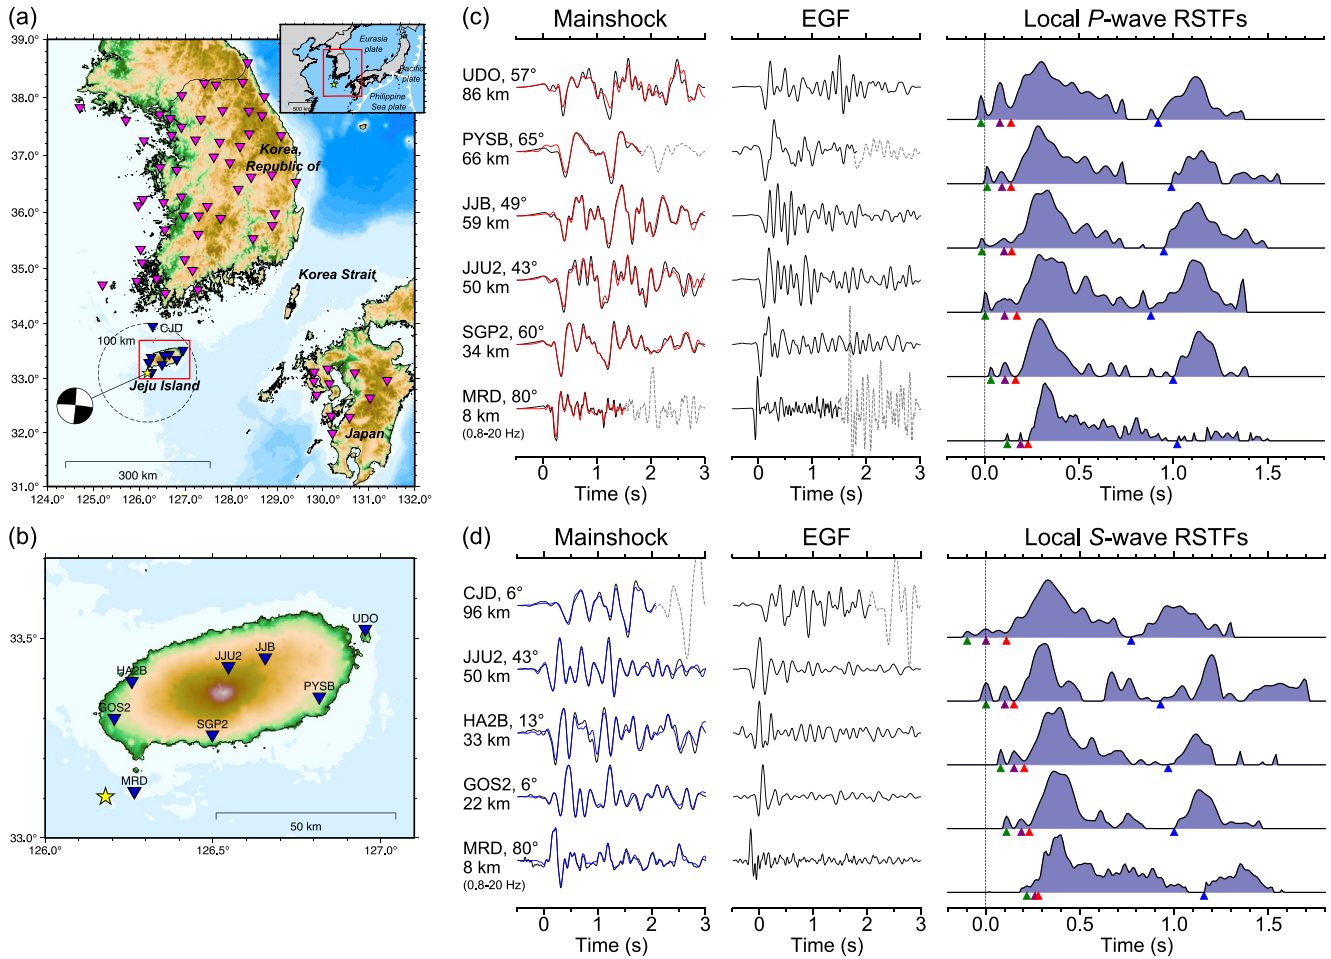 (a)
39.0°
38.0°
37.0°
36.0°
35.0°
34.0°
33.0°
32.0°
31.0°
124.0°
125.0°
126.0°
127.0°
128.0°
129.0°
130.0°
131.0°
132.0°
Eurasia
plate
Pacific
plate
Philippine
Sea plate
500 km
Korea,
Republic of
Korea Strait
CJD
100 km
Jeju Island
Japan
300 km
(b)
33.5°
33.0°
126.0°
126.5°
127.0°
UDO
JJB
JJU2
HA2B
PYSB
GOS2
SGP2
MRD
50 km
(c)
Mainshock
EGF
Local P-wave RSTFs
UDO, 57°
86 km
PYSB, 65°
66 km
JJB, 49°
59 km
JJU2, 43°
50 km
SGP2, 60°
34 km
MRD, 80°
8 km
(0.8-20 Hz)
0 1 2 3
Time (s)
0 1 2 3
Time (s)
0.0 0.5 1.0 1.5
Time (s)
(d)
Mainshock
EGF
Local S-wave RSTFs
CJD, 6°
96 km
JJU2, 43°
50 km
HA2B, 13°
33 km
GOS2, 6°
22 km
MRD, 80°
8 km
(0.8-20 Hz)
0 1 2 3
Time (s)
0 1 2 3
Time (s)
0.0 0.5 1.0 1.5
Time (s)